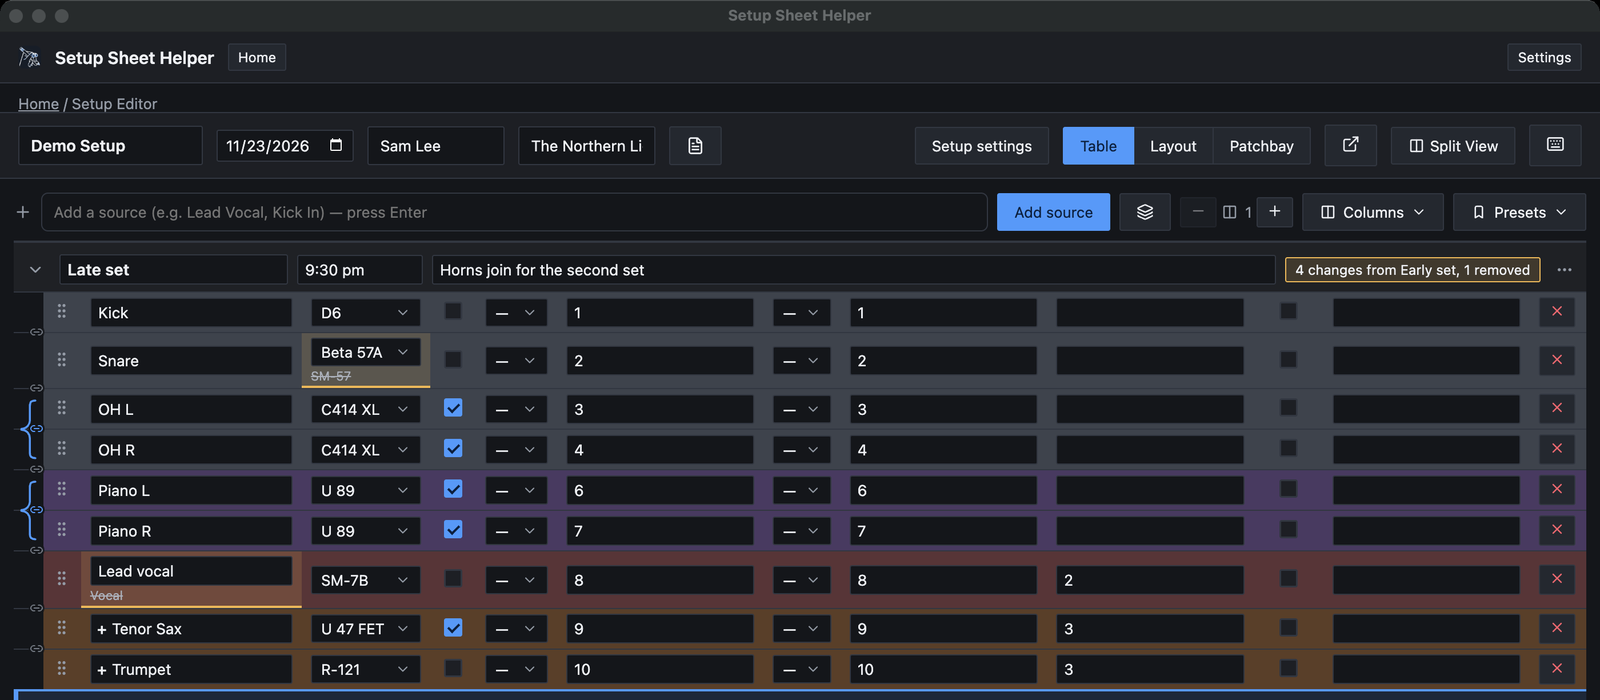 Setup Sheet Helper
Setup Sheet Helper Home Settings
Home / Setup Editor
Demo Setup 11/23/2026 Sam Lee The Northern Li Setup settings Table Layout Patchbay Split View
+ Add a source (e.g. Lead Vocal, Kick In) — press Enter Add source − 1 + Columns Presets
Late set 9:30 pm Horns join for the second set 4 changes from Early set, 1 removed ...
Kick D6 — 1 — 1
Snare Beta 57A — 2 — 2
SM-57
OH L C414 XL — 3 — 3
OH R C414 XL — 4 — 4
Piano L U 89 — 6 — 6
Piano R U 89 — 7 — 7
Lead vocal SM-7B — 8 — 8 2
Vocal
+ Tenor Sax U 47 FET — 9 — 9 3
+ Trumpet R-121 — 10 — 10 3